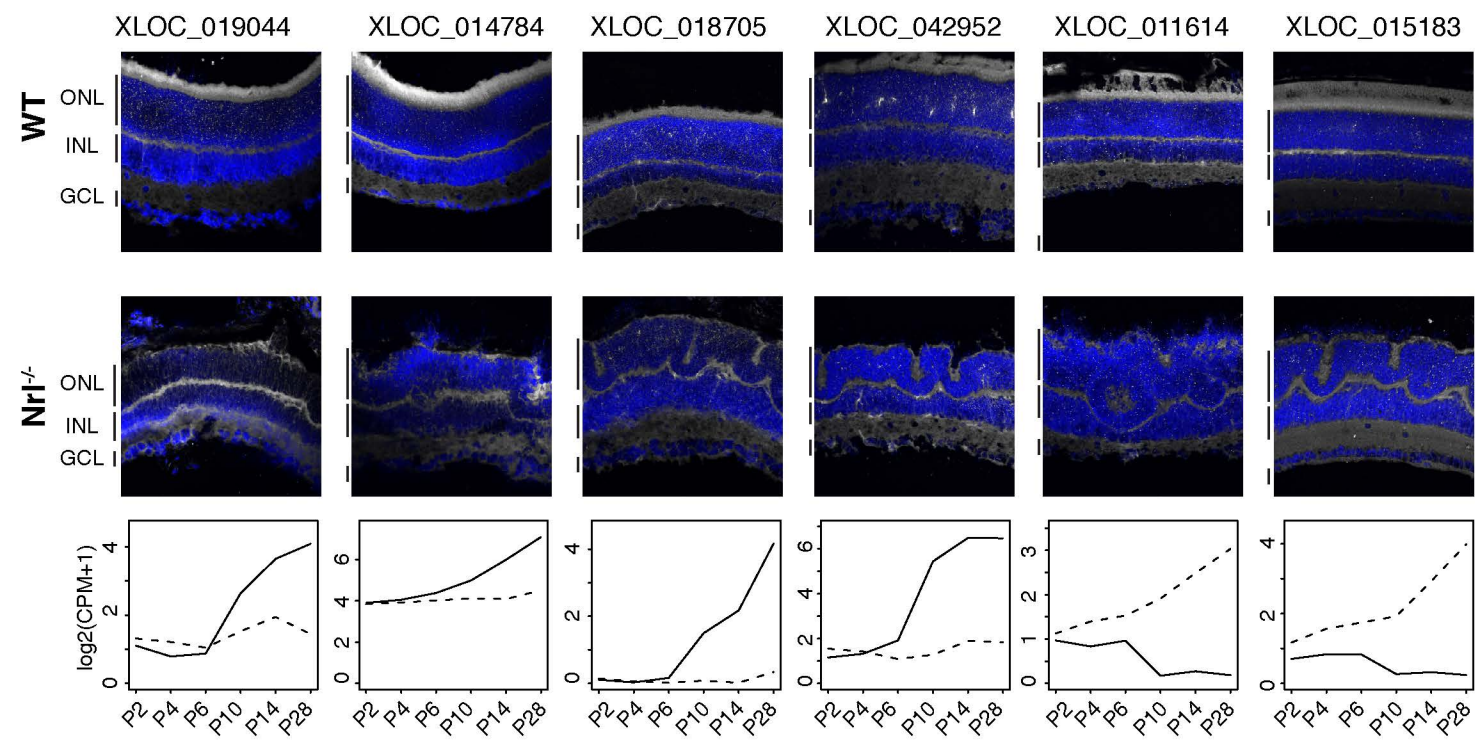 XLOC_019044 XLOC_014784 XLOC_018705 XLOC_042952 XLOC_011614 XLOC_015183
WT
ONL
INL
GCL
Nrl-/-
ONL
INL
GCL
log2(CPM+1)
0 2 4
0 2 4 6
0 2 4
0 2 4 6
0 1 2 3
0 2 4
P2 P4 P6 P10 P14 P28
P2 P4 P6 P10 P14 P28
P2 P4 P6 P10 P14 P28
P2 P4 P6 P10 P14 P28
P2 P4 P6 P10 P14 P28
P2 P4 P6 P10 P14 P28